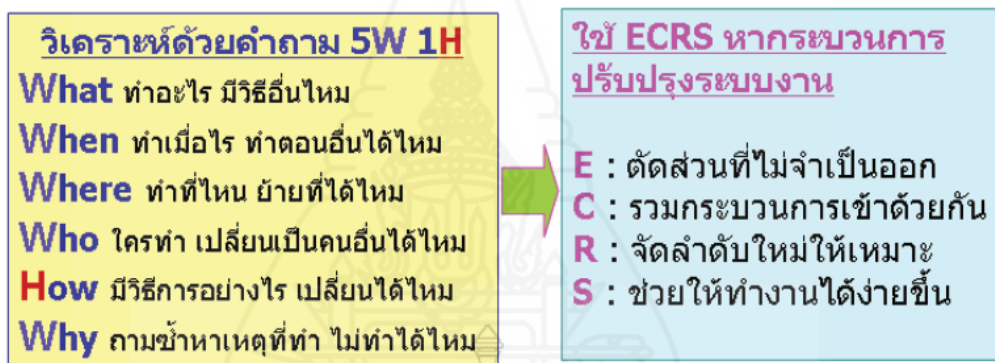 วิเคราะห์ด้วยคำถาม 5W 1H
What ทำอะไร มีวิธีอื่นไหม
When ทำเมื่อไร ทำตอนอื่นได้ไหม
Where ทำที่ไหน ย้ายที่ได้ไหม
Who ใครทำ เปลี่ยนเป็นคนอื่นได้ไหม
How มีวิธีการอย่างไร เปลี่ยนได้ไหม
Why ถามซ้ำหาเหตุที่ทำ ไม่ทำได้ไหม
ใช้ ECRS หากระบวนการ
ปรับปรุงระบบงาน
E : ตัดส่วนที่ไม่จำเป็นออก
C : รวมกระบวนการเข้าด้วยกัน
R : จัดลำดับใหม่ให้เหมาะ
S : ช่วยให้ทำงานได้ง่ายขึ้น